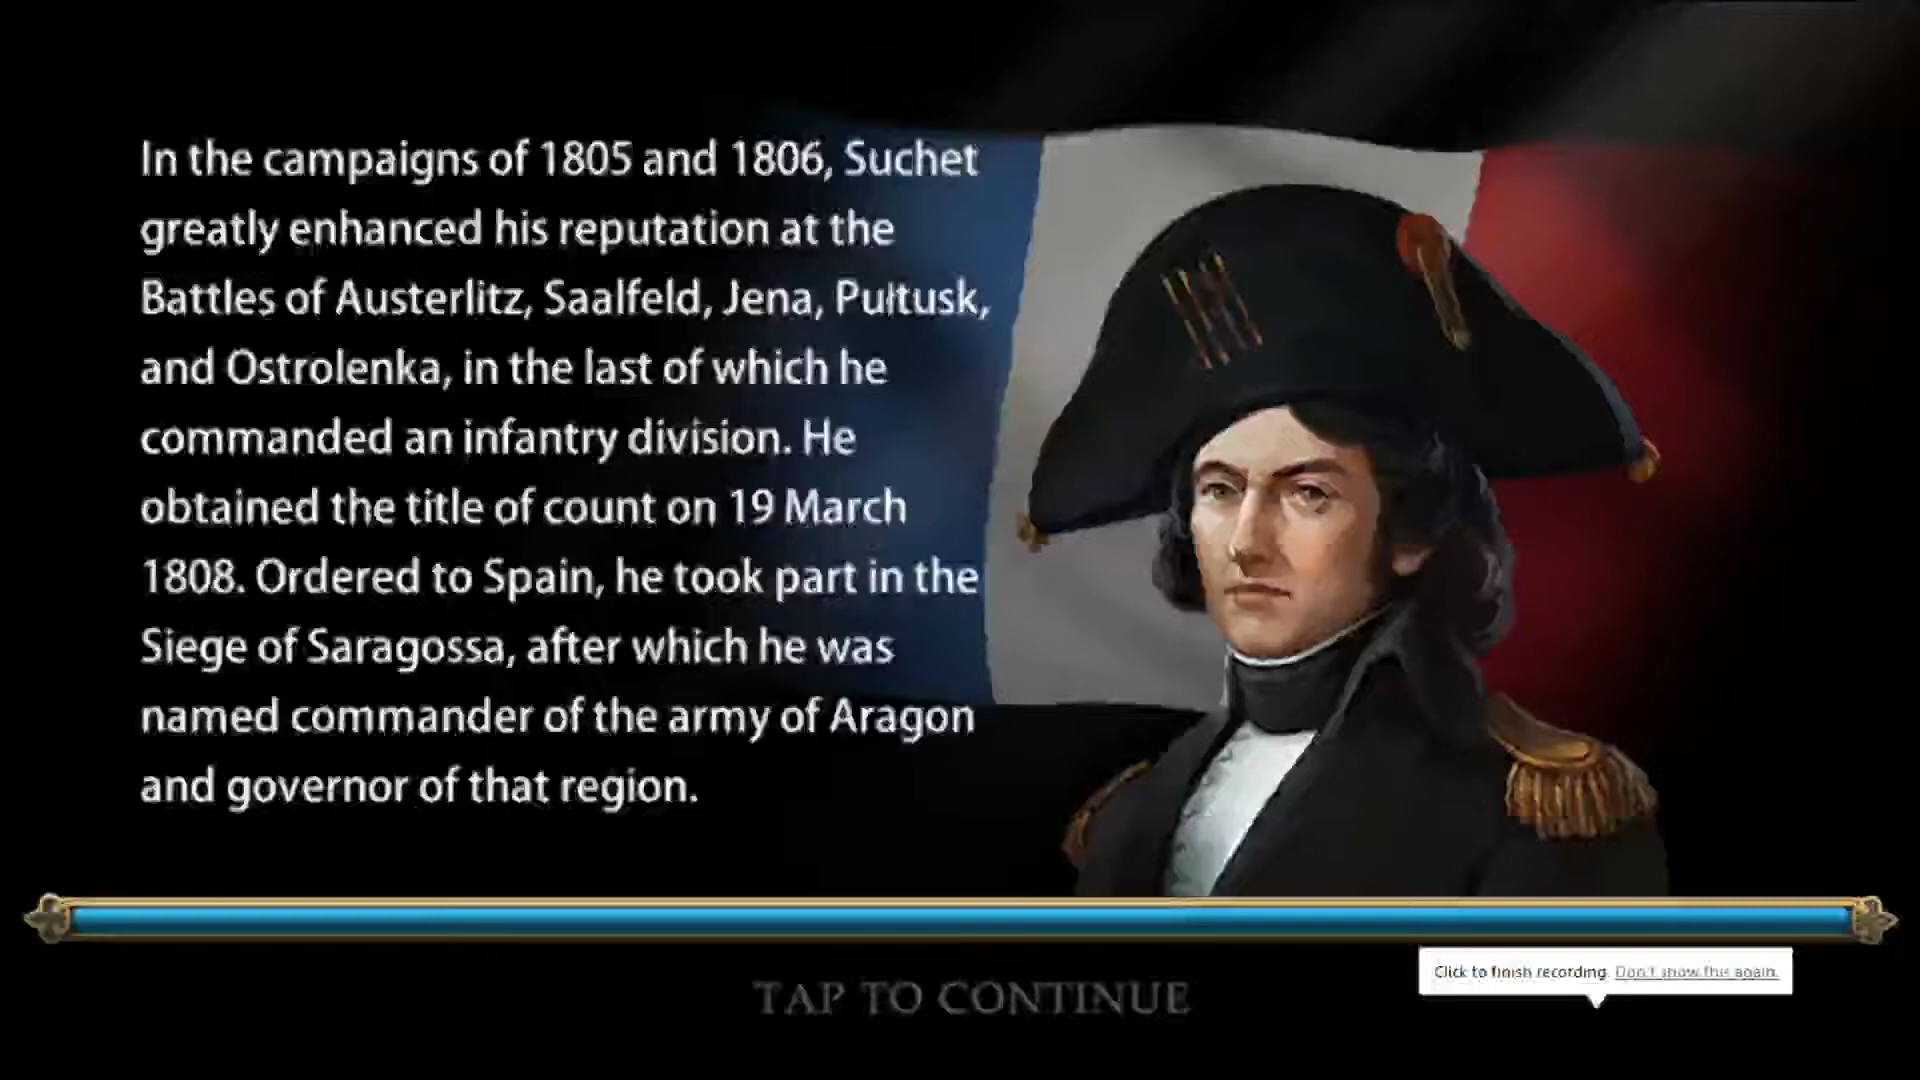 In the campaigns of 1805 and 1806, Suchet
greatly enhanced his reputation at the
Battles of Austerlitz, Saalfeld, Jena, Pułtusk,
and Ostrolenka, in the last of which he
commanded an infantry division. He
obtained the title of count on 19 March
1808. Ordered to Spain, he took part in the
Siege of Saragossa, after which he was
named commander of the army of Aragon
and governor of that region.
Click to finish recording. Don't show this again.
TAP TO CONTINUE